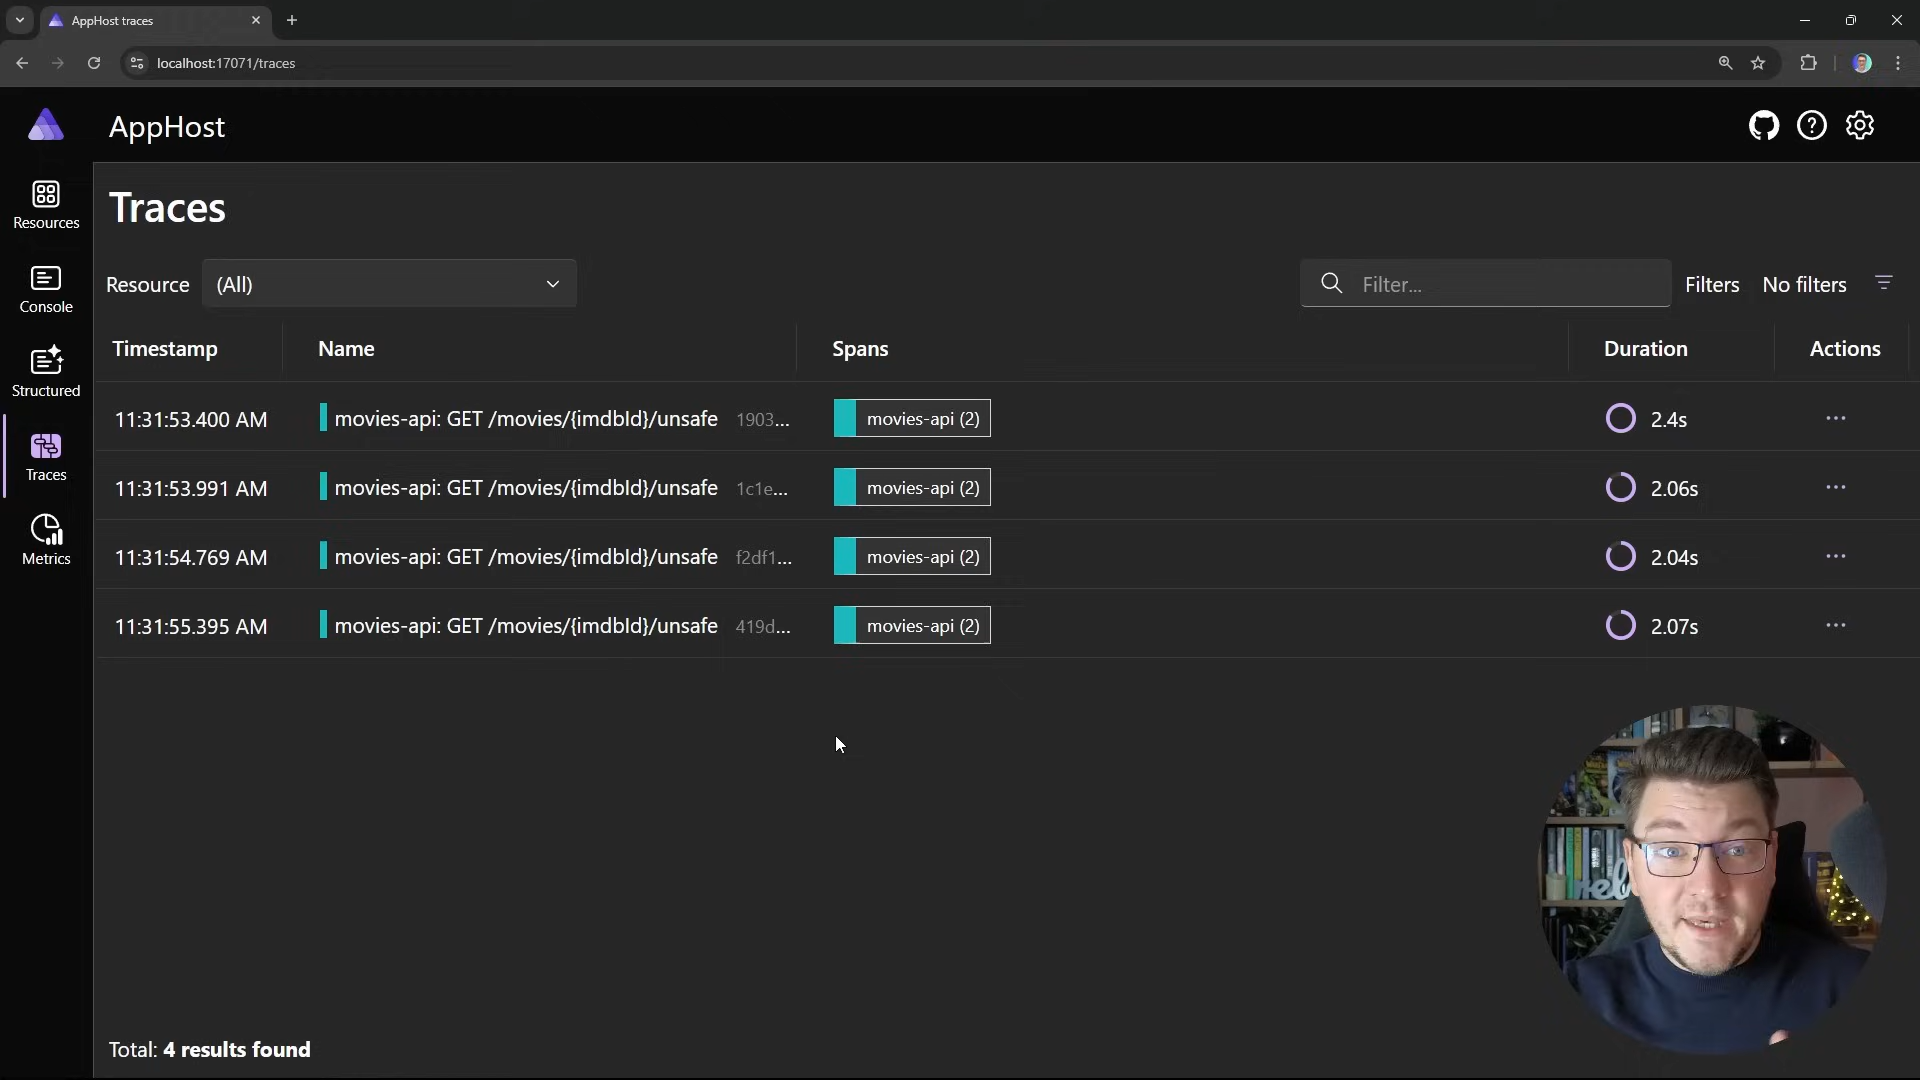 AppHost traces
localhost:17071/traces
AppHost
Resources
Console
Structured
Traces
Metrics
Traces
Resource (All)
Filter...
Filters No filters
Timestamp Name Spans Duration Actions
11:31:53.400 AM movies-api: GET /movies/{imdbId}/unsafe 1903... movies-api (2) 2.4s
11:31:53.991 AM movies-api: GET /movies/{imdbId}/unsafe 1c1e... movies-api (2) 2.06s
11:31:54.769 AM movies-api: GET /movies/{imdbId}/unsafe f2df1... movies-api (2) 2.04s
11:31:55.395 AM movies-api: GET /movies/{imdbId}/unsafe 419d... movies-api (2) 2.07s
Total: 4 results found